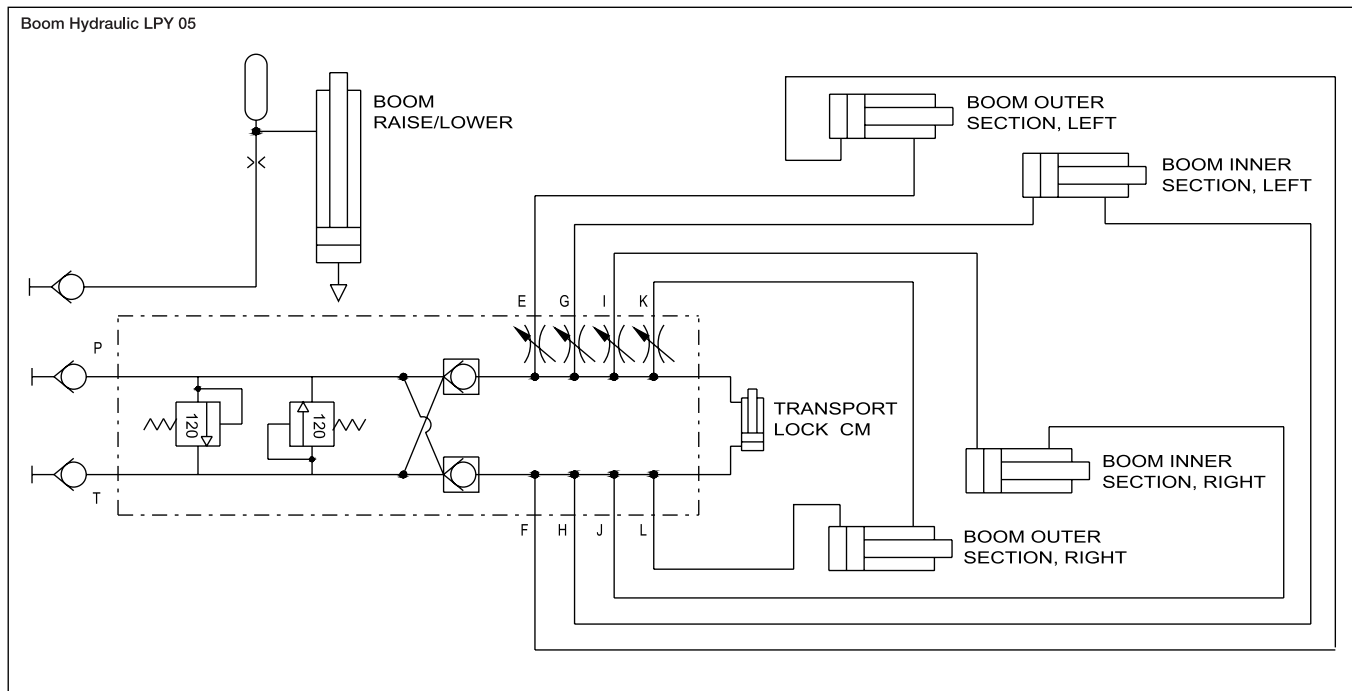 Boom Hydraulic LPY 05
BOOM
RAISE/LOWER
BOOM OUTER
SECTION, LEFT
BOOM INNER
SECTION, LEFT
E G I K
P
120
120
TRANSPORT
LOCK CM
T
F H J L
BOOM INNER
SECTION, RIGHT
BOOM OUTER
SECTION, RIGHT